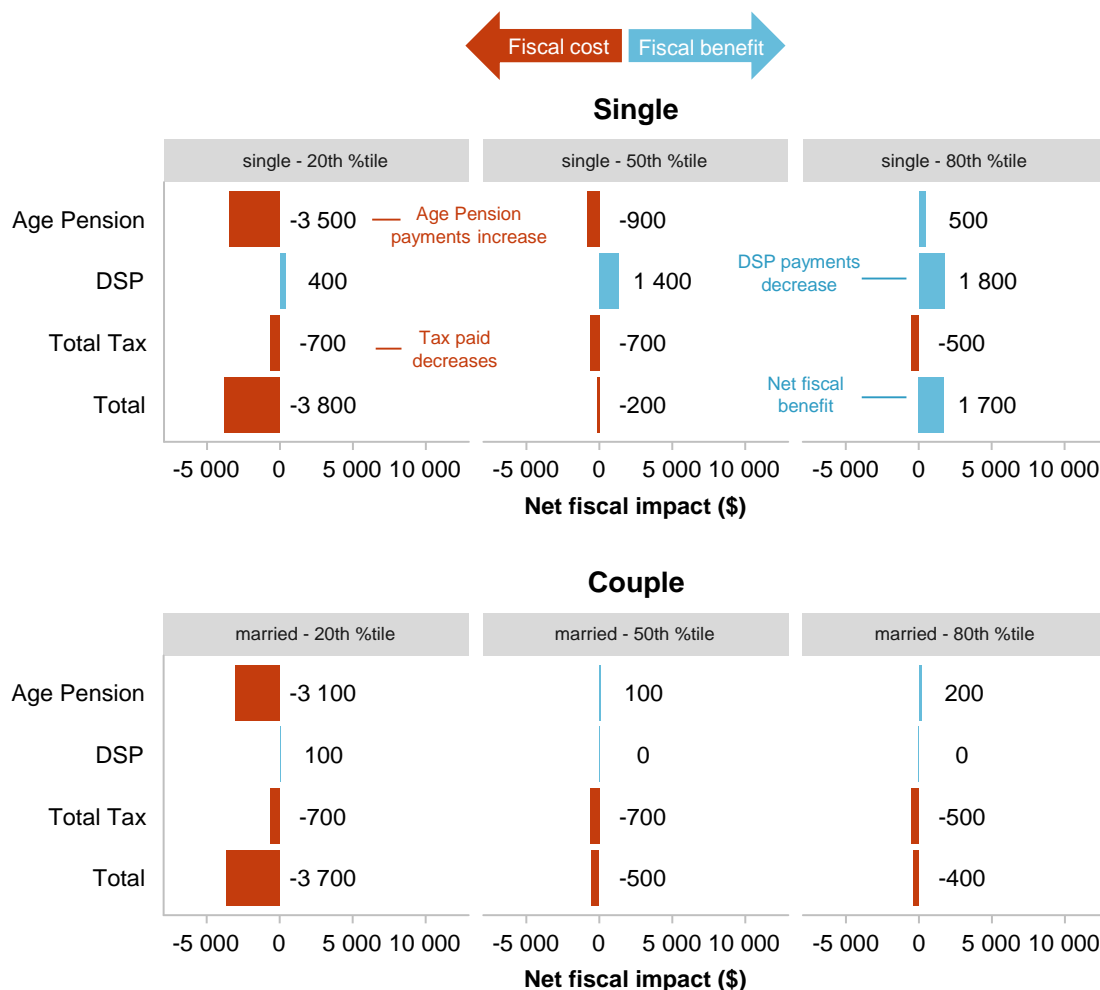 Fiscal cost Fiscal benefit
Single
single - 20th %tile single - 50th %tile single - 80th %tile
Age Pension -3 500 Age Pension -900 500
payments increase
DSP 400 1 400 DSP payments 1 800
decrease
Total Tax -700 Tax paid -700 -500
decreases
Total -3 800 -200 Net fiscal 1 700
benefit
-5 000 0 5 000 10 000 -5 000 0 5 000 10 000 -5 000 0 5 000 10 000
Net fiscal impact ($)
Couple
married - 20th %tile married - 50th %tile married - 80th %tile
Age Pension -3 100 100 200
DSP 100 0 0
Total Tax -700 -700 -500
Total -3 700 -500 -400
-5 000 0 5 000 10 000 -5 000 0 5 000 10 000 -5 000 0 5 000 10 000
Net fiscal impact ($)